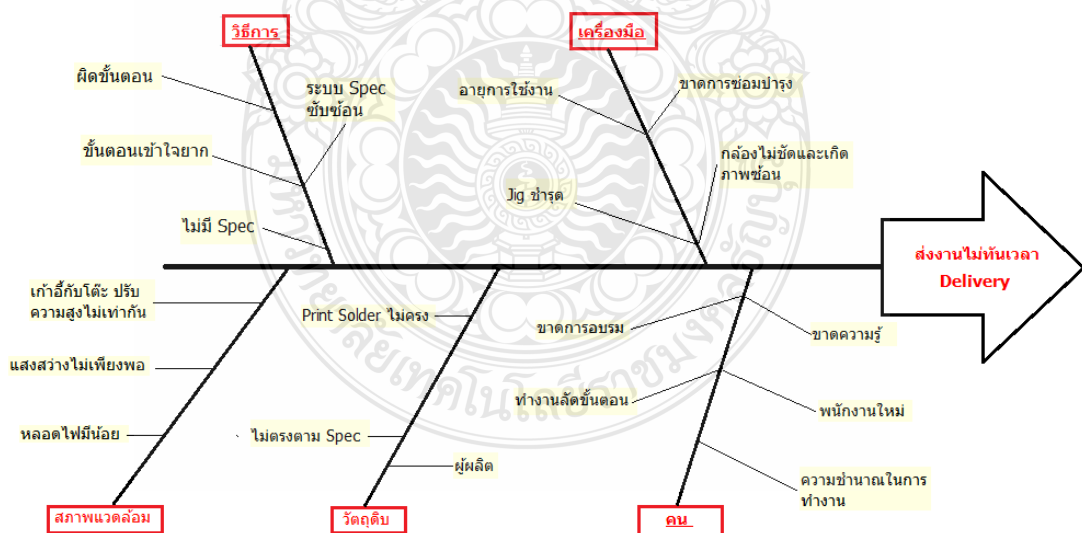 วิธีการ
เครื่องมือ
ผิดขั้นตอน
ระบบ Spec
ซับซ้อน
ขั้นตอนเข้าใจยาก
ไม่มี Spec
อายุการใช้งาน
ขาดการซ่อมบำรุง
กล้องไม่ชัดและเกิด
ภาพซ้อน
Jig ชำรุด
ส่งงานไม่ทันเวลา
Delivery
เก้าอี้กับโต๊ะ ปรับ
ความสูงไม่เท่ากัน
แสงสว่างไม่เพียงพอ
หลอดไฟมีน้อย
Print Solder ไม่ตรง
ไม่ตรงตาม Spec
ผู้ผลิต
ขาดการอบรม
ขาดความรู้
ทำงานลัดขั้นตอน
พนักงานใหม่
ความชำนาณในการ
ทำงาน
สภาพแวดล้อม
วัตถุดิบ
คน